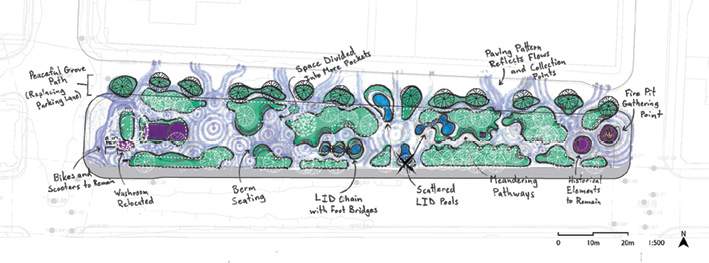 Peaceful Grove
Path
(Replacing
Parking Lane)
Space Divided
into More Pockets
Paving Pattern
Reflects Flows
and Collection
Points
Fire Pit
Gathering
Point
Bikes and
Scooters to Remain
Washroom
Relocated
Berm
Seating
LID Chain
with Foot Bridges
Scattered
LID Pools
Meandering
Pathways
Historical
Elements
to Remain
0 10m 20m 1:500
N